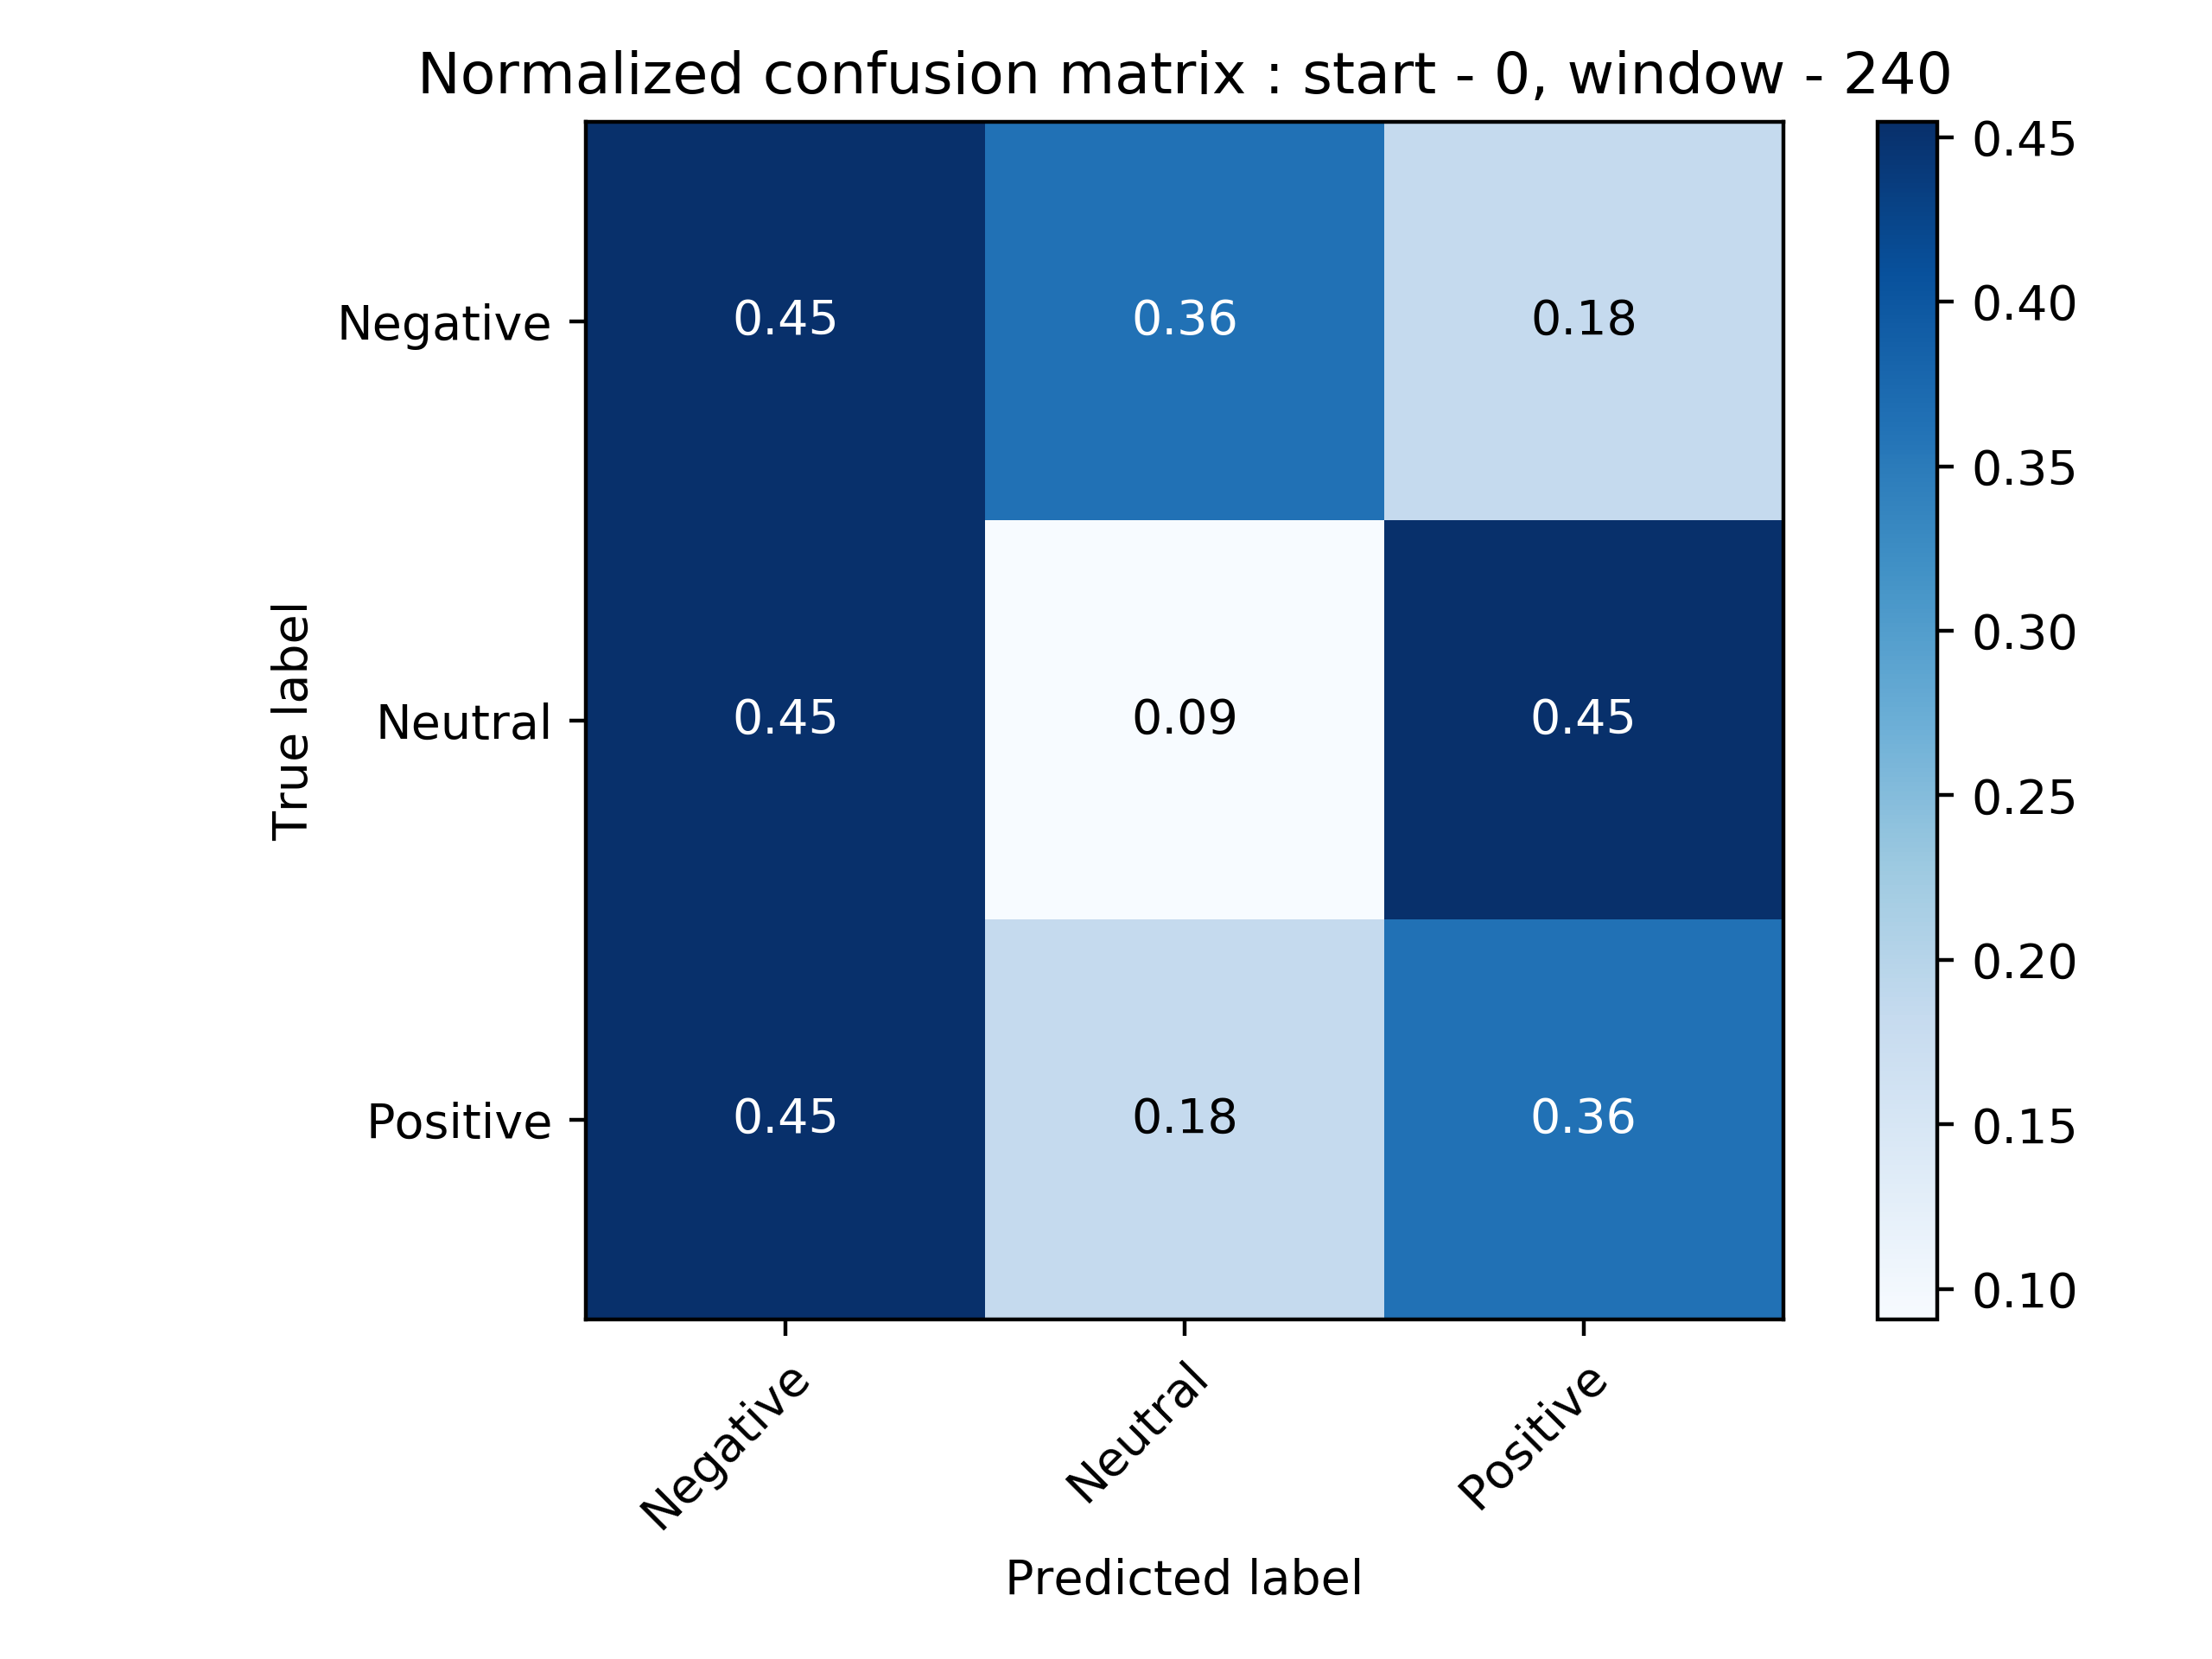 Normalized confusion matrix : start - 0, window - 240
True label
Negative
0.45 0.36 0.18
Neutral
0.45 0.09 0.45
Positive
0.45 0.18 0.36
Negative
Neutral
Positive
Predicted label
0.45
0.40
0.35
0.30
0.25
0.20
0.15
0.10